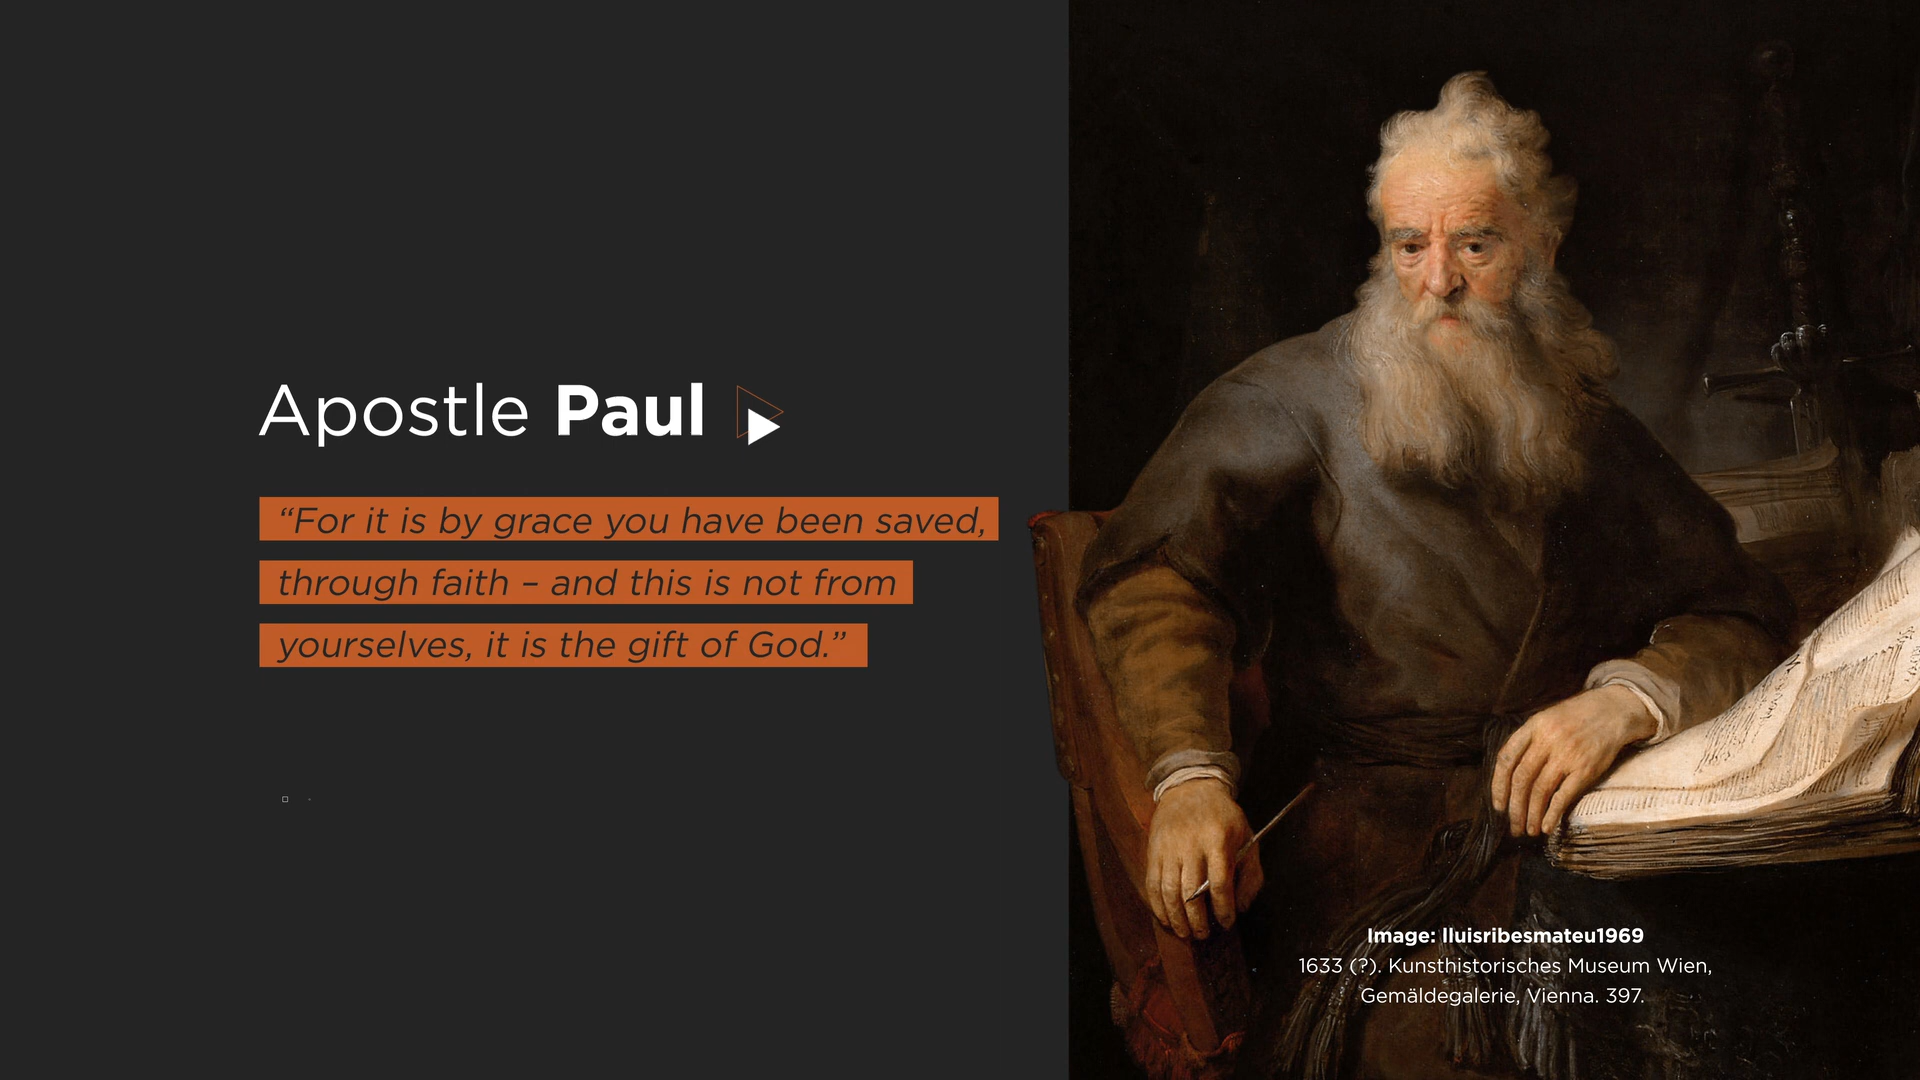 Apostle Paul
“For it is by grace you have been saved,
through faith – and this is not from
yourselves, it is the gift of God.”
Image: lluisribesmateu1969
1633 (?). Kunsthistorisches Museum Wien,
Gemäldegalerie, Vienna. 397.